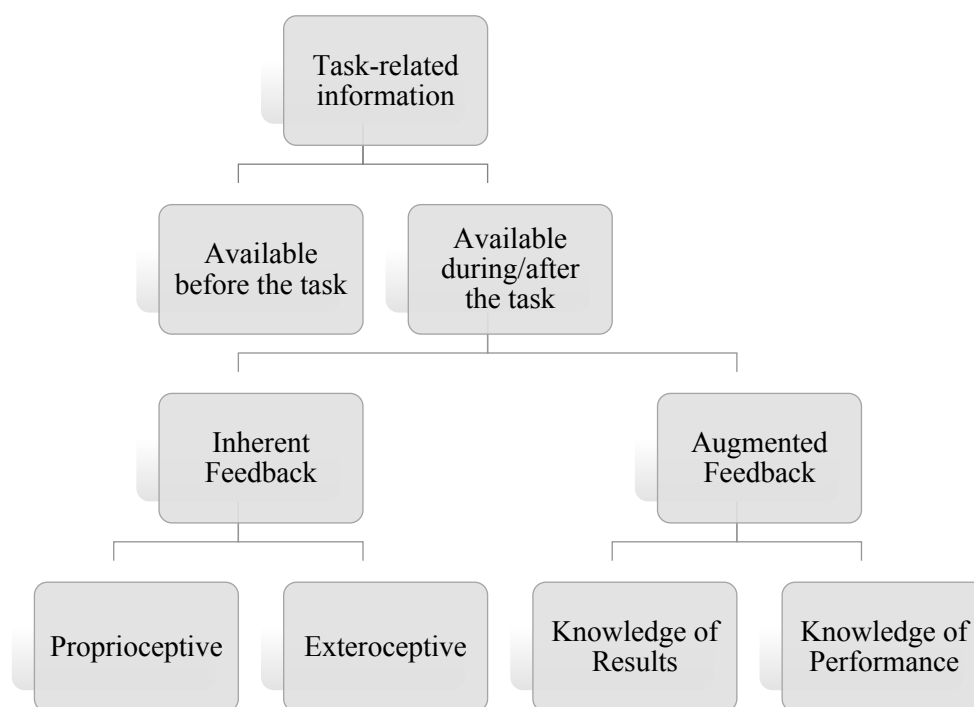 Task-related
information
Available
before the task
Available
during/after
the task
Inherent
Feedback
Augmented
Feedback
Proprioceptive
Exteroceptive
Knowledge of
Results
Knowledge of
Performance